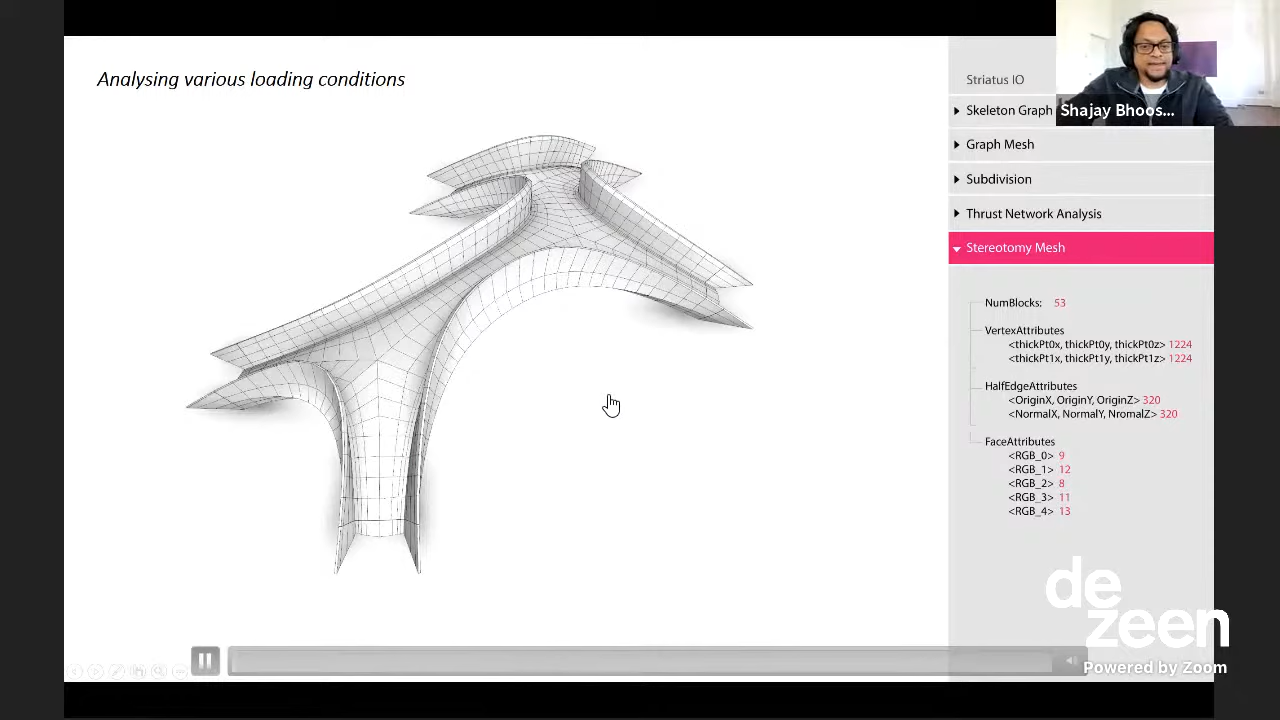 Analysing various loading conditions
Striatus IO
Skeleton Graph
Shajay Bhoos...
Graph Mesh
Subdivision
Thrust Network Analysis
Stereotomy Mesh
NumBlocks: 53
VertexAttributes
<thickPt0x, thickPt0y, thickPt0z> 1224
<thickPt1x, thickPt1y, thickPt1z> 1224
HalfEdgeAttributes
<OriginX, OriginY, OriginZ> 320
<NormalX, NormalY, NromalZ> 320
FaceAttributes
<RGB_0> 9
<RGB_1> 12
<RGB_2> 8
<RGB_3> 11
<RGB_4> 13
de
zeen
Powered by Zoom